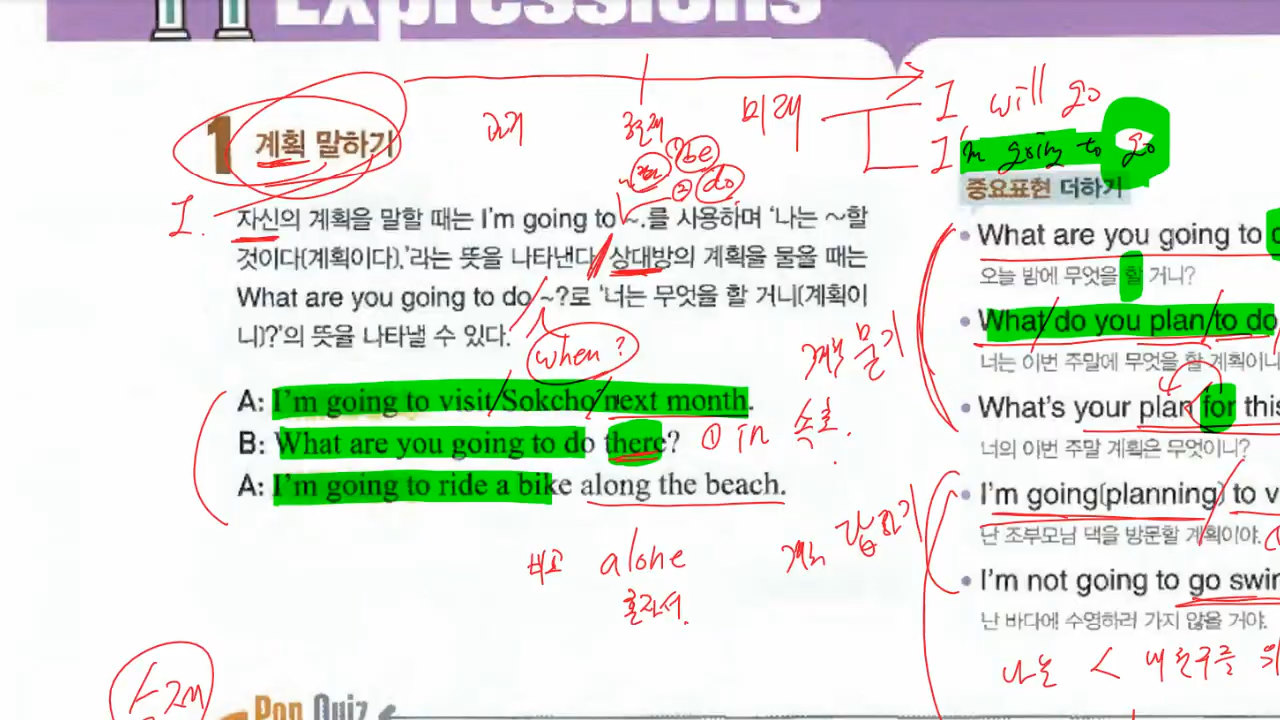 Expressions
1 계획 말하기
과거
현재
미래
I will go
I'm going to go
① be
② do
1.
자신의 계획을 말할 때는 I'm going to ~.를 사용하며 '나는 ~할
것이다(계획이다).'라는 뜻을 나타낸다. 상대방의 계획을 물을 때는
What are you going to do ~?로 '너는 무엇을 할 거니(계획이
니)?'의 뜻을 나타낼 수 있다.
when?
A: I'm going to visit Sokcho next month.
B: What are you going to do there? ① in 속초.
A: I'm going to ride a bike along the beach.
비교 alone
혼자서.
중요표현 더하기
What are you going to
오늘 밤에 무엇을 할 거니?
What do you plan to do
너는 이번 주말에 무엇을 할 계획이니
계획 묻기
What's your plan for this
너의 이번 주말 계획은 무엇이니?
계획 답하기
I'm going(planning) to v
난 조부모님 댁을 방문할 계획이야.
I'm not going to go swim
난 바다에 수영하러 가지 않을 거야.
나는 < 내 친구를
Pop Quiz